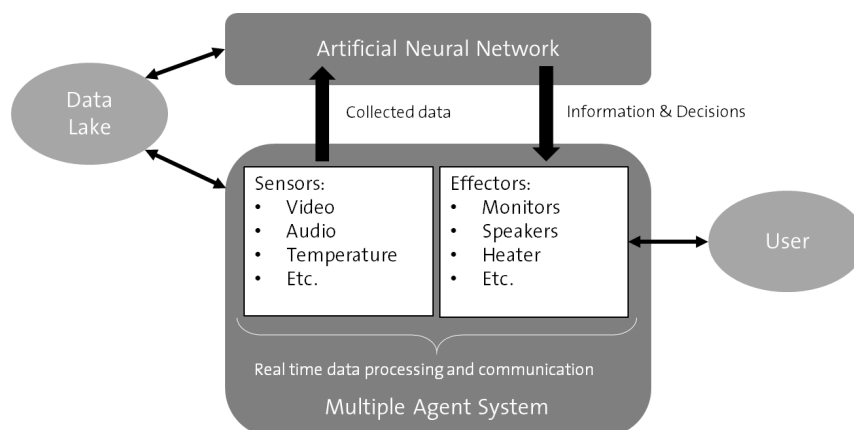 Artificial Neural Network
Data
Lake
Collected data
Information & Decisions
Sensors:
• Video
• Audio
• Temperature
• Etc.
Effectors:
• Monitors
• Speakers
• Heater
• Etc.
User
Real time data processing and communication
Multiple Agent System